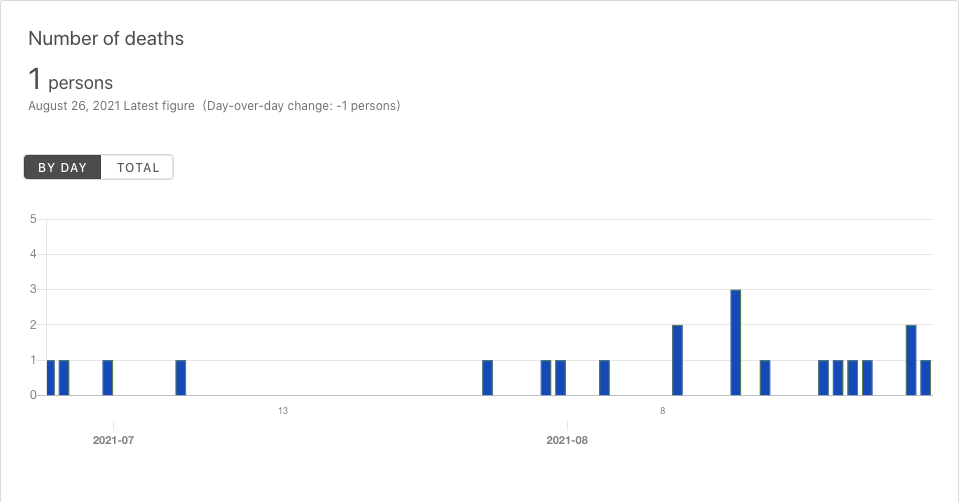 Number of deaths
1 persons
August 26, 2021 Latest figure (Day-over-day change: -1 persons)
BY DAY TOTAL
5
4
3
2
1
0
13 8
2021-07 2021-08